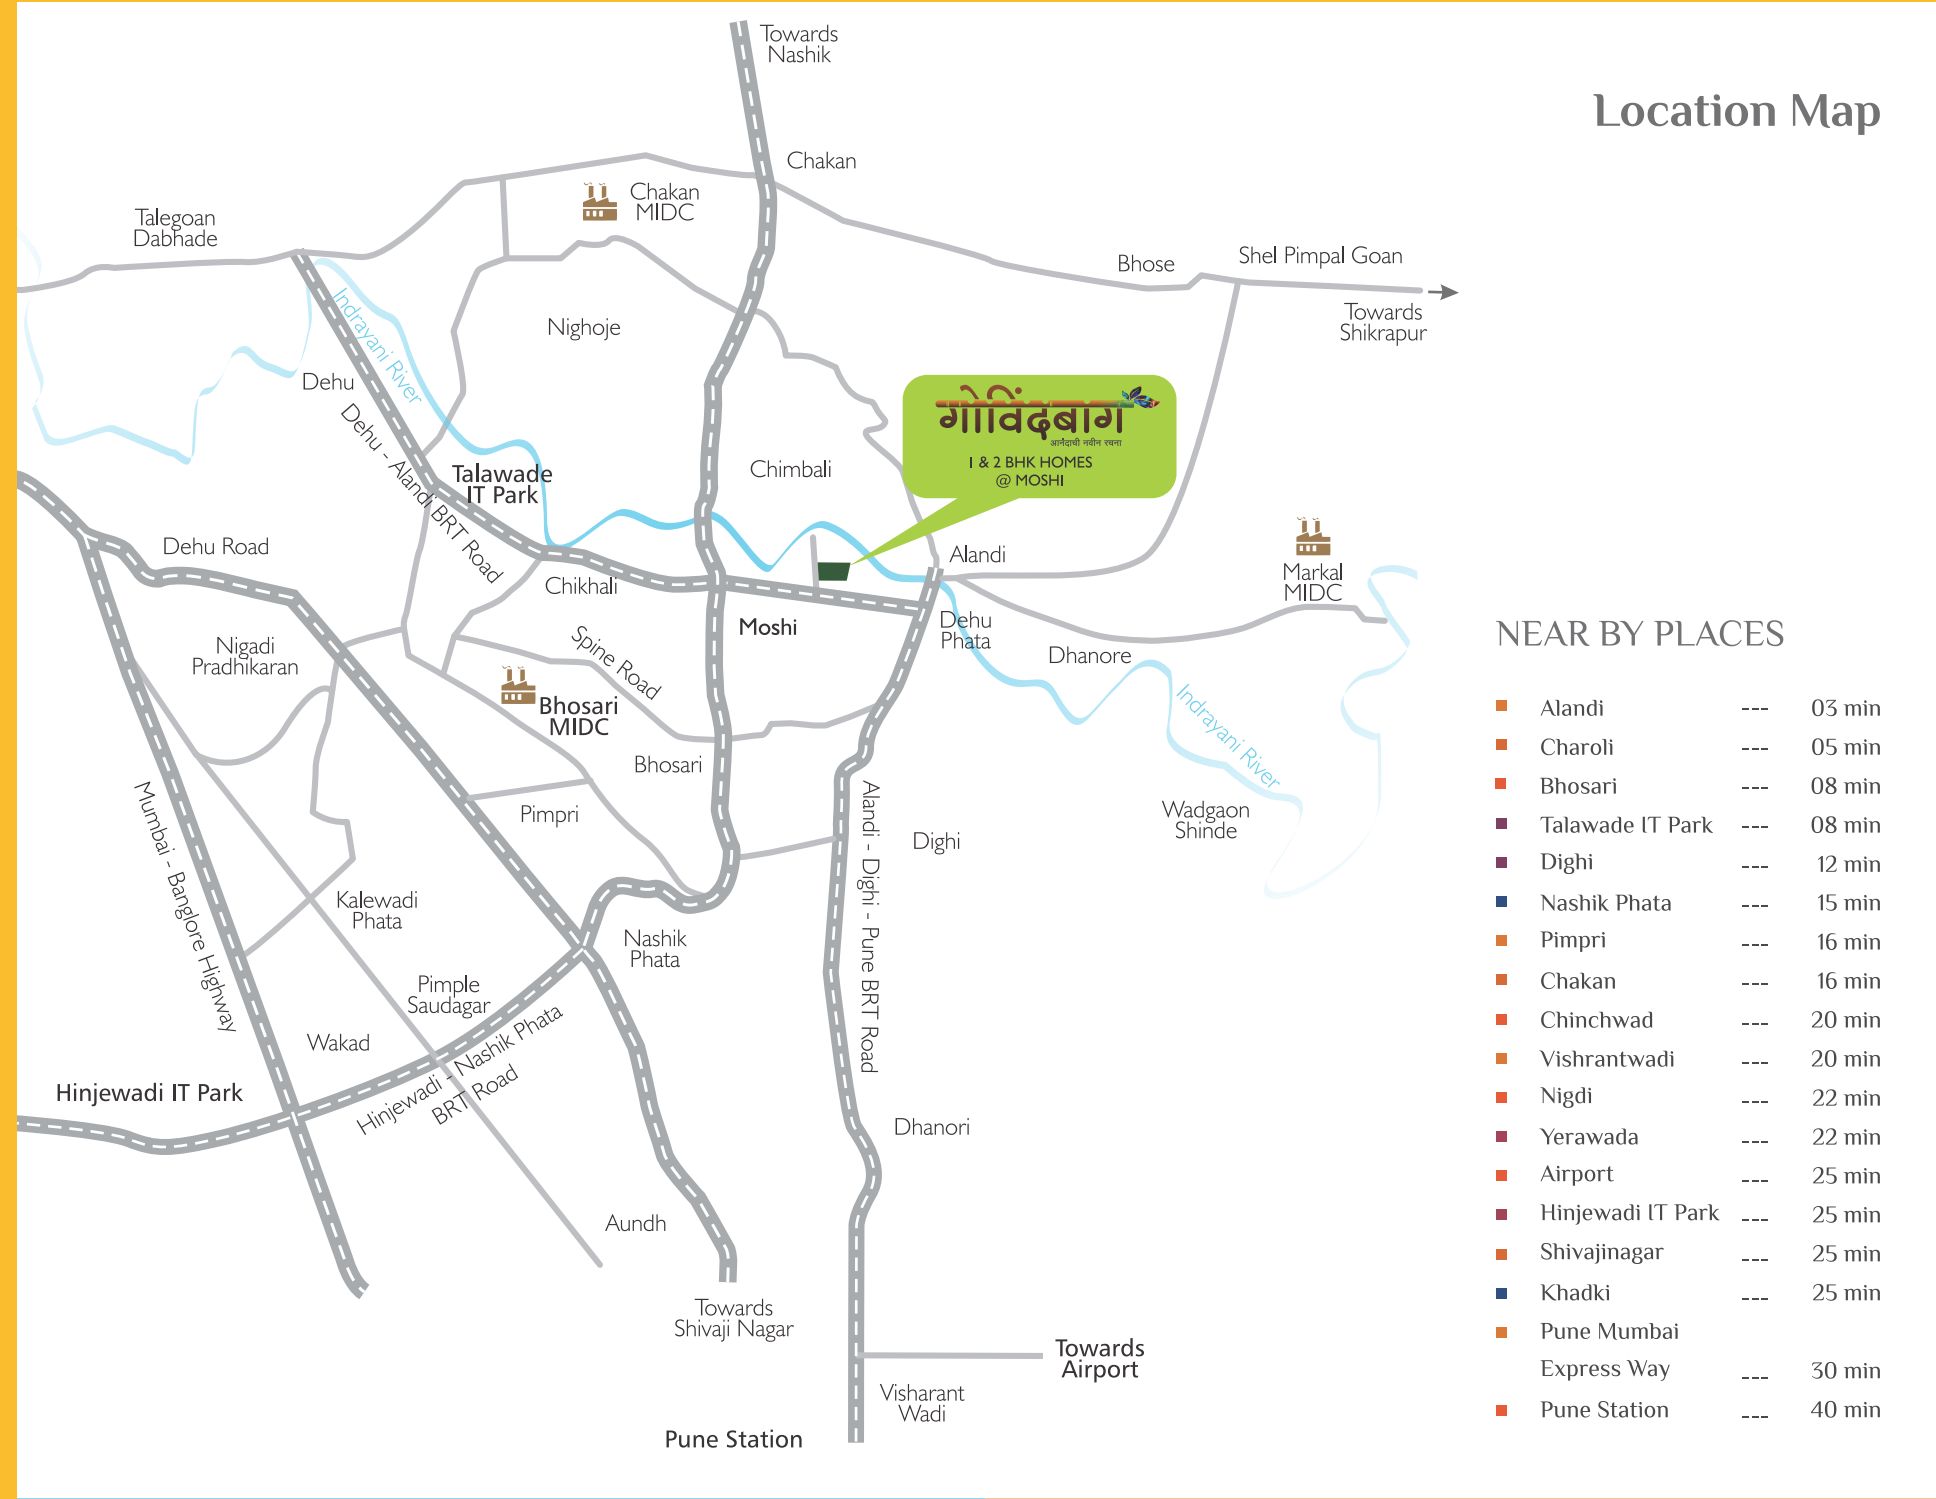 Towards
Nashik
Location Map
Chakan
Chakan
MIDC
Talegoan
Dabhade
Bhose
Shel Pimpal Goan
Towards
Shikrapur
Indrayani River
Nighoje
Dehu
Dehu - Alandi BRT Road
गोविंदबाग
आनंदाची नवीन रचना
1 & 2 BHK HOMES
@ MOSHI
Chimbali
Talawade
IT Park
Dehu Road
Alandi
Chikhali
Markal
MIDC
Moshi
Dehu
Phata
Nigadi
Pradhikaran
Spine Road
Dhanore
Bhosari
MIDC
Indrayani River
Bhosari
Pimpri
Mumbai - Banglore Highway
Alandi - Dighi - Pune BRT Road
Dighi
Wadgaon
Shinde
Kalewadi
Phata
Nashik
Phata
Pimple
Saudagar
Wakad
Hinjewadi - Nashik Phata
BRT Road
Hinjewadi IT Park
Dhanori
Aundh
Towards
Shivaji Nagar
Towards
Airport
Visharant
Wadi
Pune Station
NEAR BY PLACES
Alandi --- 03 min
Charoli --- 05 min
Bhosari --- 08 min
Talawade IT Park --- 08 min
Dighi --- 12 min
Nashik Phata --- 15 min
Pimpri --- 16 min
Chakan --- 16 min
Chinchwad --- 20 min
Vishrantwadi --- 20 min
Nigdi --- 22 min
Yerawada --- 22 min
Airport --- 25 min
Hinjewadi IT Park --- 25 min
Shivajinagar --- 25 min
Khadki --- 25 min
Pune Mumbai
Express Way --- 30 min
Pune Station --- 40 min